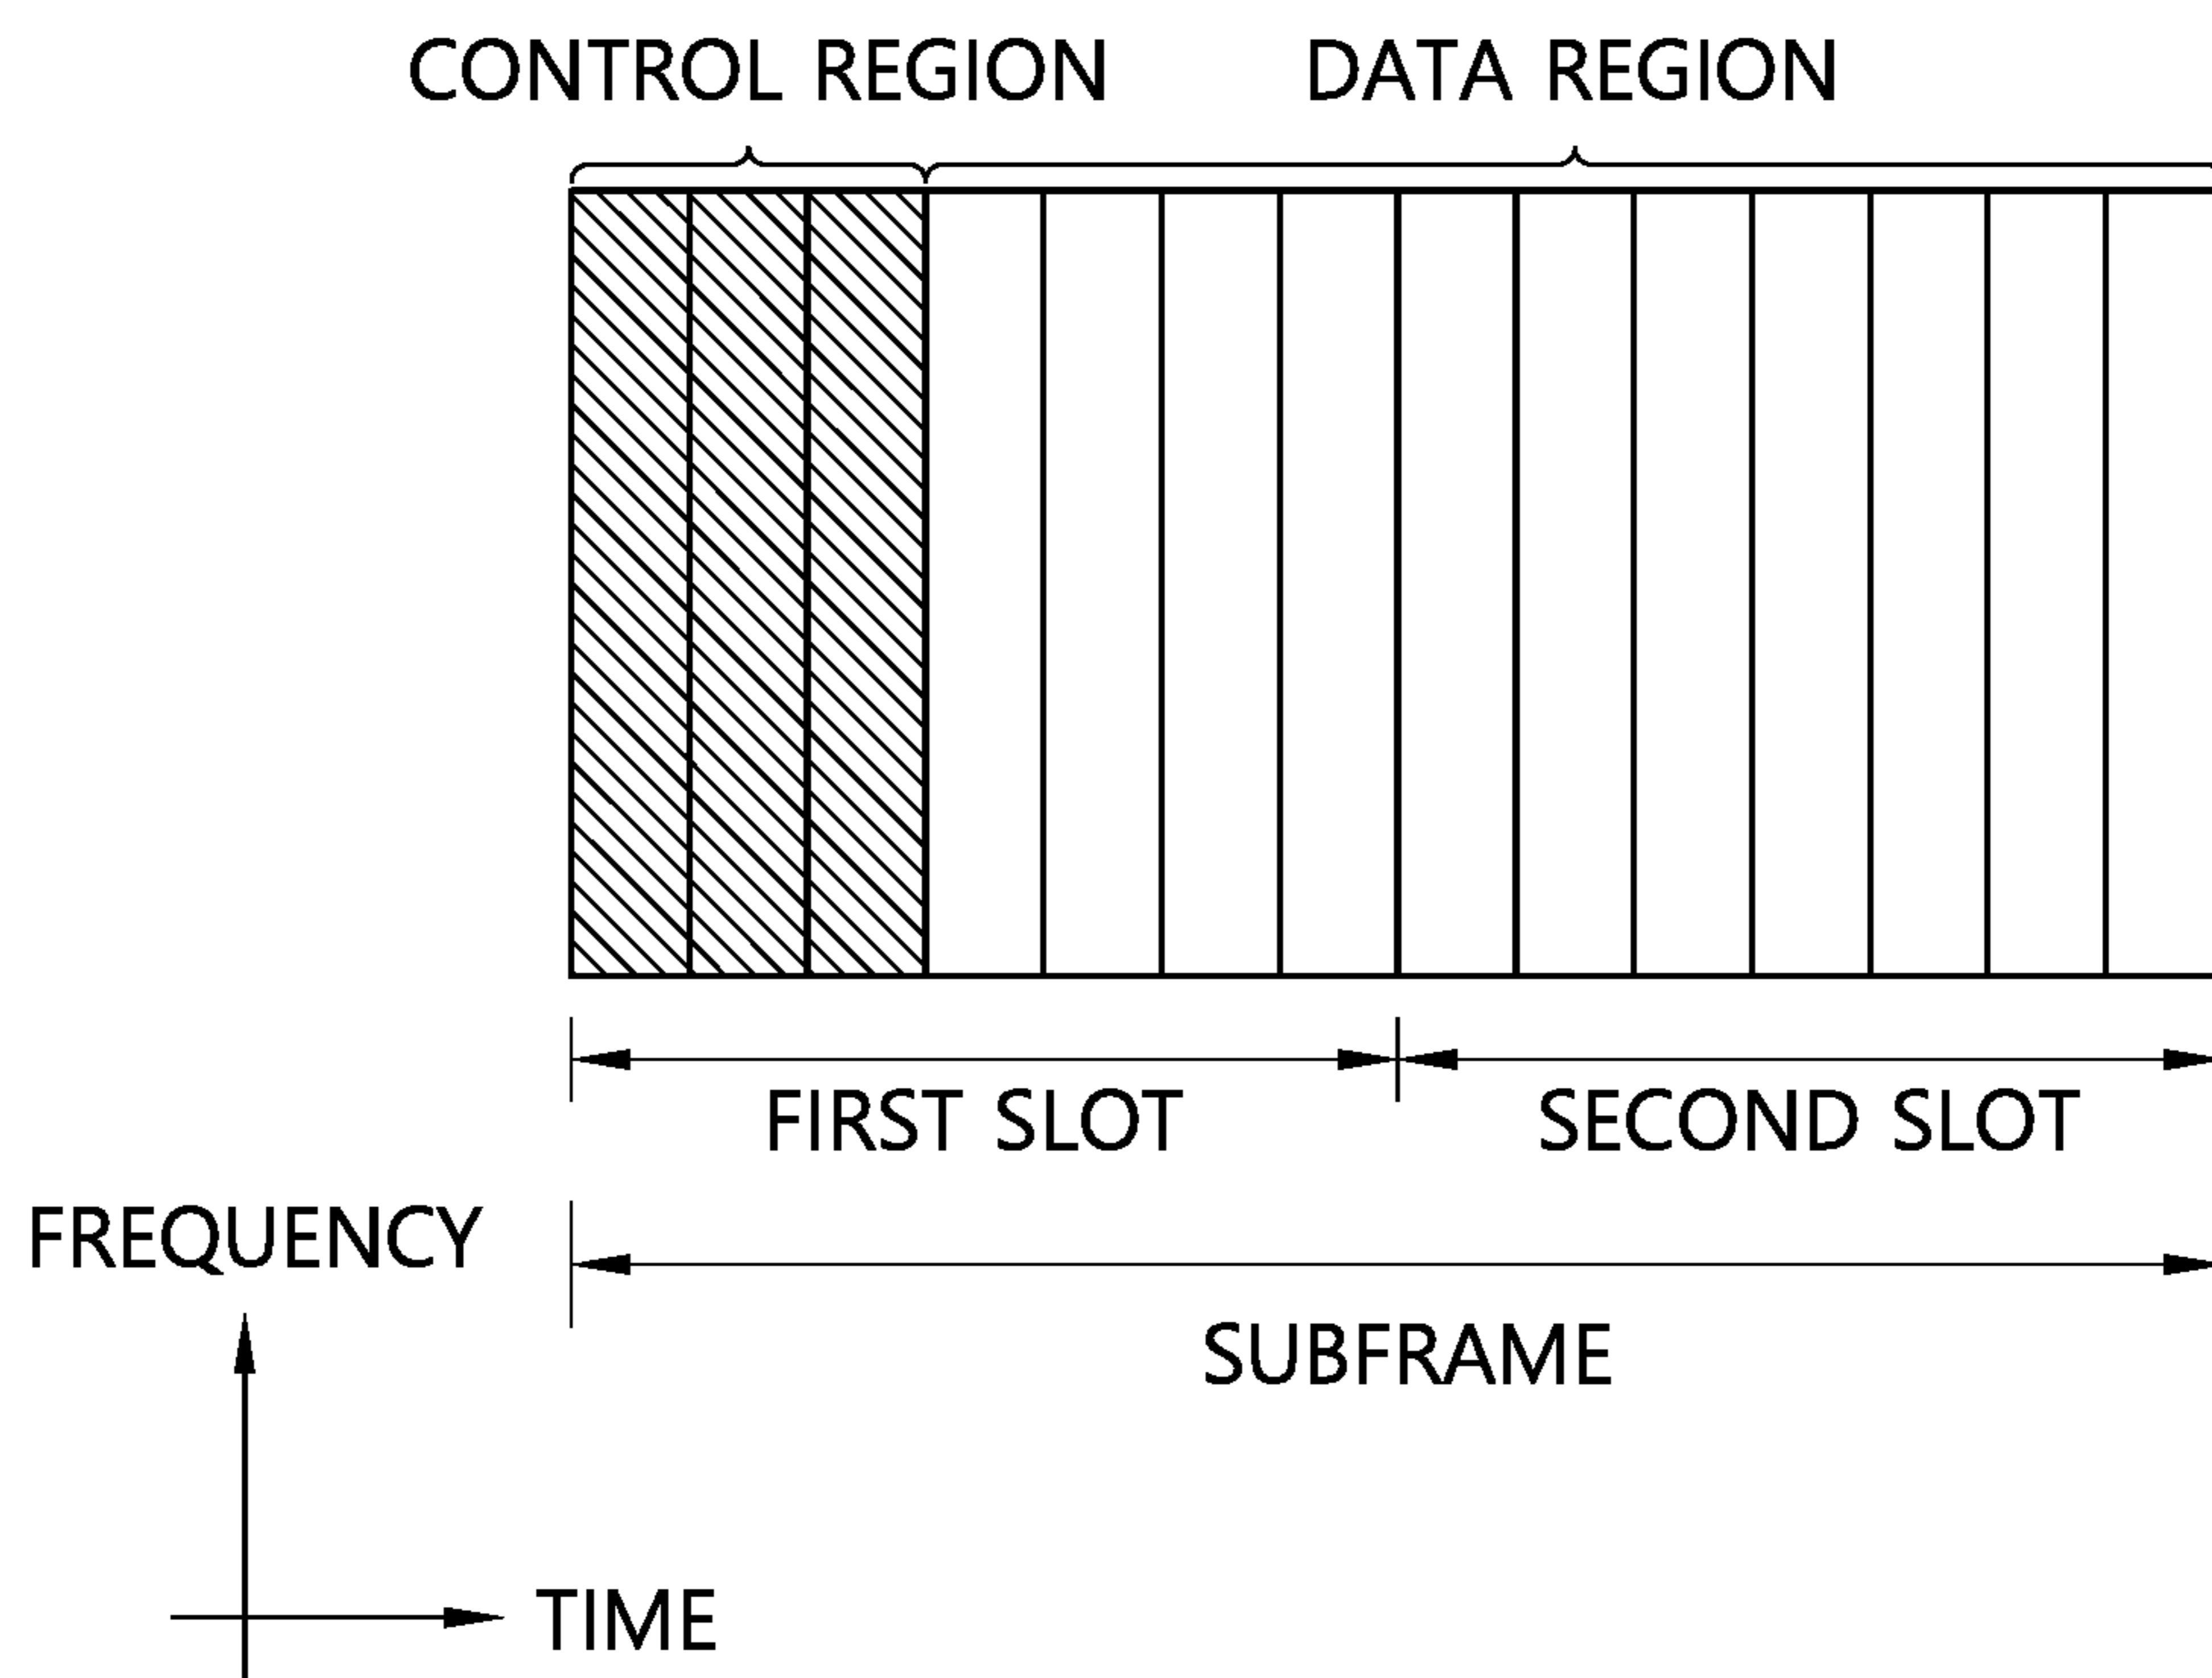 CONTROL REGION
DATA REGION
FIRST SLOT
SECOND SLOT
FREQUENCY
SUBFRAME
TIME